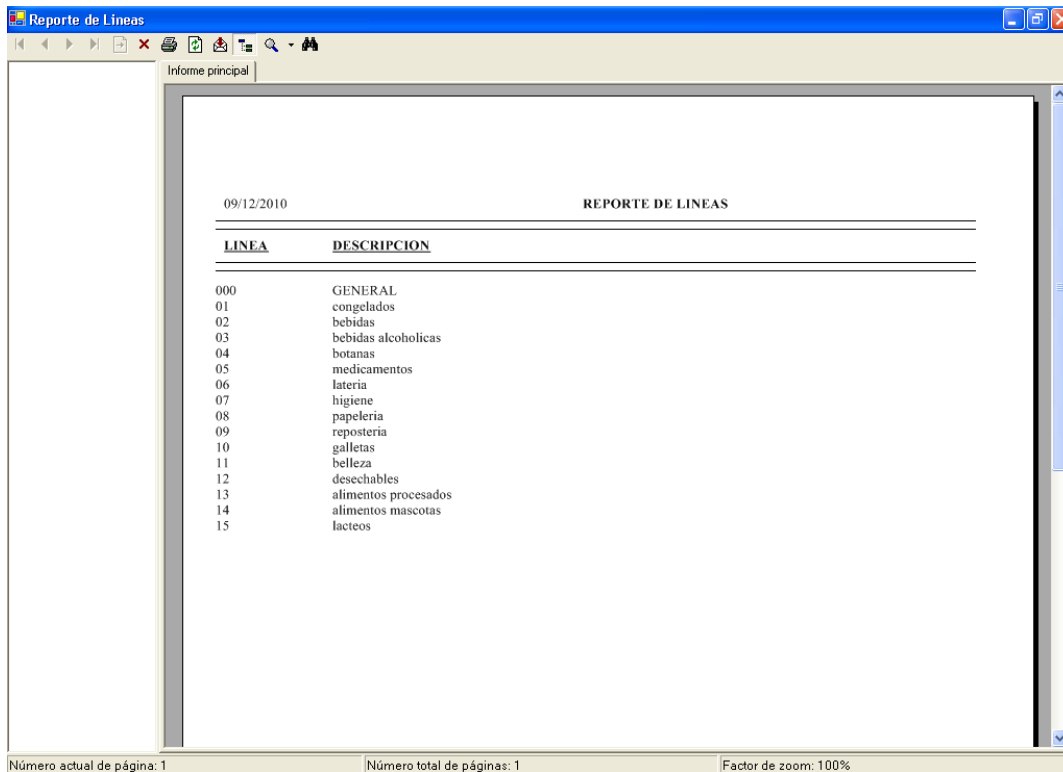 Reporte de Lineas
Informe principal
09/12/2010 REPORTE DE LINEAS
LINEA DESCRIPCION
000 GENERAL
01 congelados
02 bebidas
03 bebidas alcoholicas
04 botanas
05 medicamentos
06 lateria
07 higiene
08 papeleria
09 reposteria
10 galletas
11 belleza
12 desechables
13 alimentos procesados
14 alimentos mascotas
15 lacteos
Número actual de página: 1 Número total de páginas: 1 Factor de zoom: 100%